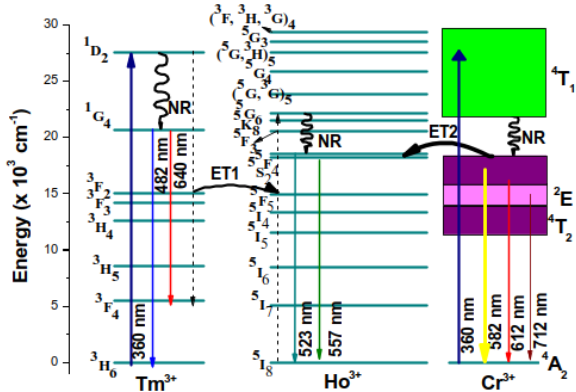 Energy (x 10³ cm⁻¹)
30
25
20
15
10
5
0
¹D₂
¹G₄
³F₂
³F₃
³H₄
³H₅
³F₄
³H₆
NR
482 nm
640 nm
360 nm
Tm³⁺
ET1
(³F, ³H, ³G)₄
⁵G₃
(⁵G, ³H)₅
⁵G₄
(⁵G, ³G)₅
⁵G₆
⁵K₈
⁵F₃
⁵F₄
⁵S₂
⁵F₅
⁵I₄
⁵I₅
⁵I₆
⁵I₇
⁵I₈
NR
523 nm
557 nm
Ho³⁺
ET2
⁴T₁
NR
²E
⁴T₂
360 nm
582 nm
612 nm
712 nm
⁴A₂
Cr³⁺